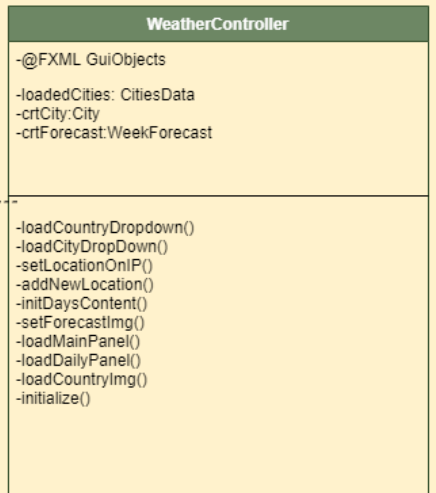 WeatherController
-@FXML GuiObjects
-loadedCities: CitiesData
-crtCity:City
-crtForecast:WeekForecast
-loadCountryDropdown()
-loadCityDropDown()
-setLocationOnIP()
-addNewLocation()
-initDaysContent()
-setForecastImg()
-loadMainPanel()
-loadDailyPanel()
-loadCountryImg()
-initialize()